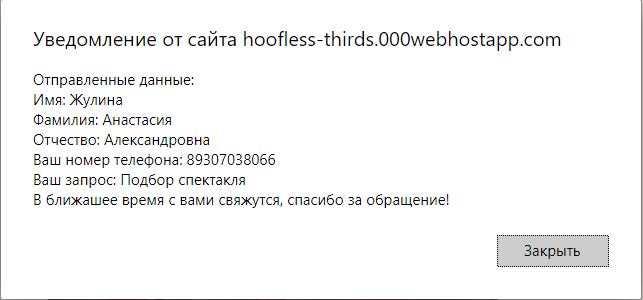 Уведомление от сайта hoofless-thirds.000webhostapp.com
Отправленные данные:
Имя: Жулина
Фамилия: Анастасия
Отчество: Александровна
Ваш номер телефона: 89307038066
Ваш запрос: Подбор спектакля
В ближашее время с вами свяжутся, спасибо за обращение!
Закрыть